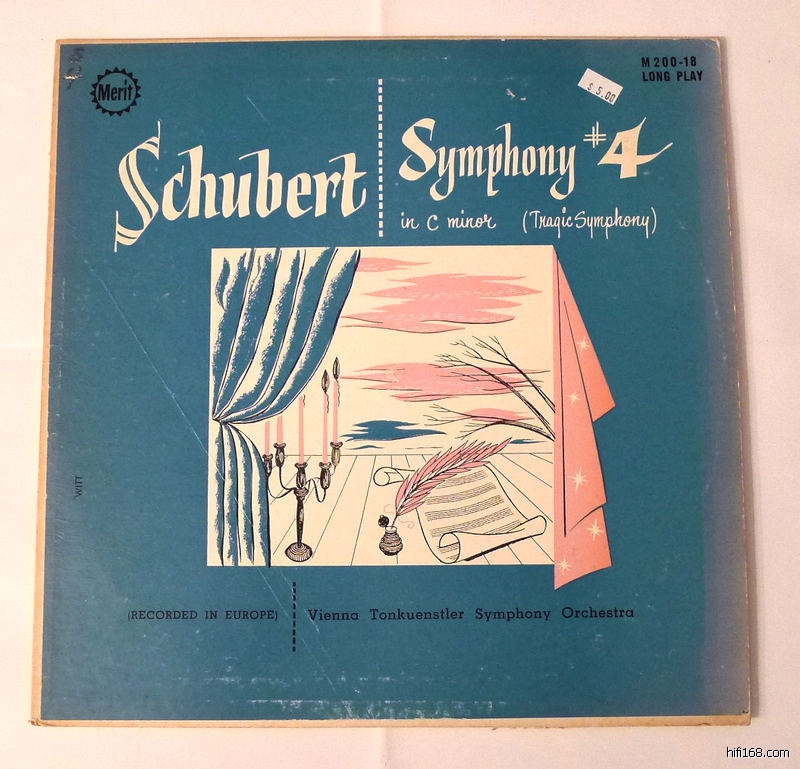 Merit
M200-18
LONG PLAY
$ 5.00
Schubert
Symphony #4
in C minor (Tragic Symphony)
WITT
(RECORDED IN EUROPE)
Vienna Tonkuenstler Symphony Orchestra
hifi168.com